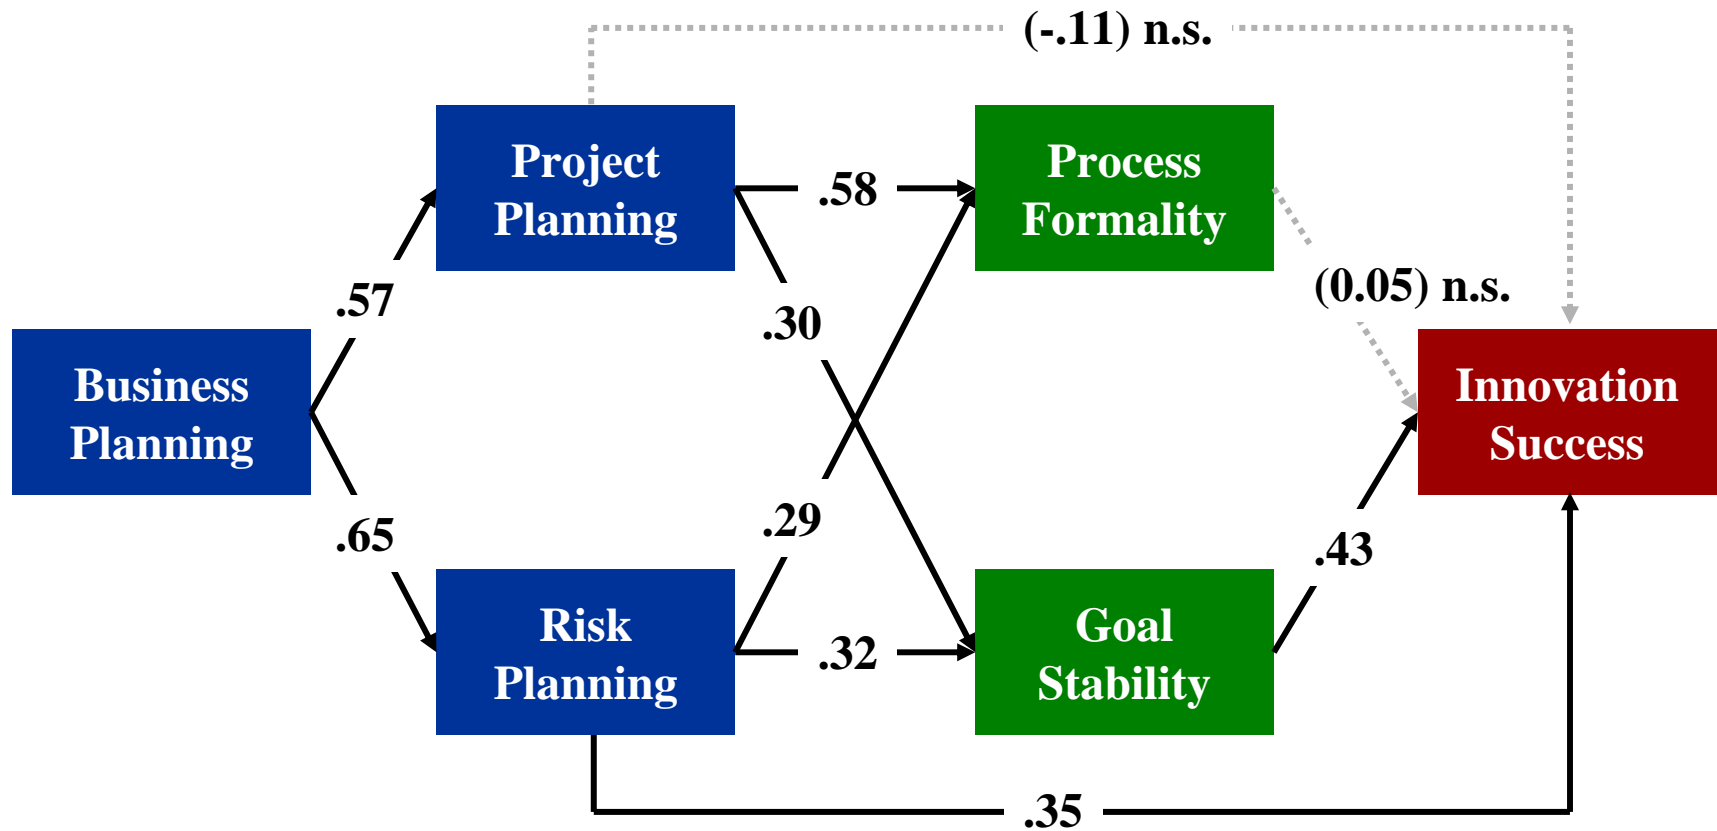 (-.11) n.s.
Project
Planning
.58
Process
Formality
.57
.30
(0.05) n.s.
Business
Planning
Innovation
Success
.65
.29
.43
Risk
Planning
.32
Goal
Stability
.35